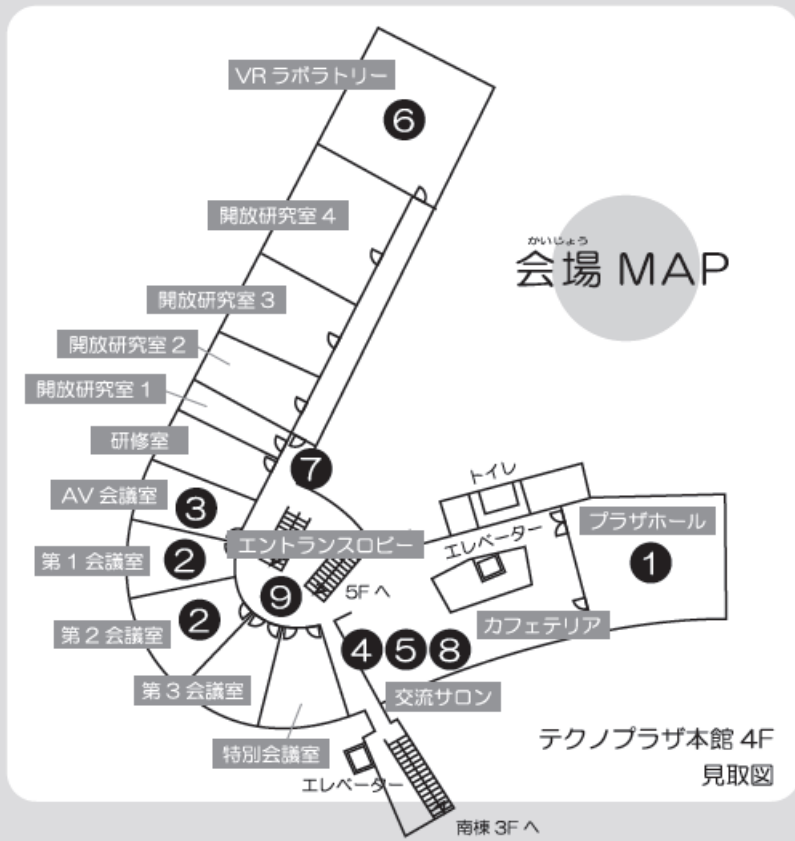 VR ラボラトリー
6
開放研究室 4
かいじょう
会場 MAP
開放研究室 3
開放研究室 2
開放研究室 1
研修室
7
トイレ
AV 会議室
3
エレベーター
プラザホール
エントランスロビー
第 1 会議室
2
1
5F へ
9
カフェテリア
第 2 会議室
2
4 5 8
第 3 会議室
交流サロン
特別会議室
テクノプラザ本館 4F
見取図
エレベーター
南棟 3F へ